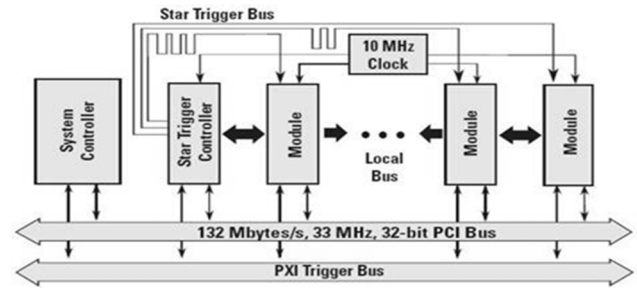 Star Trigger Bus
10 MHz
Clock
System
Controller
Star Trigger
Controller
Module
Local
Bus
Module
Module
132 Mbytes/s, 33 MHz, 32-bit PCI Bus
PXI Trigger Bus